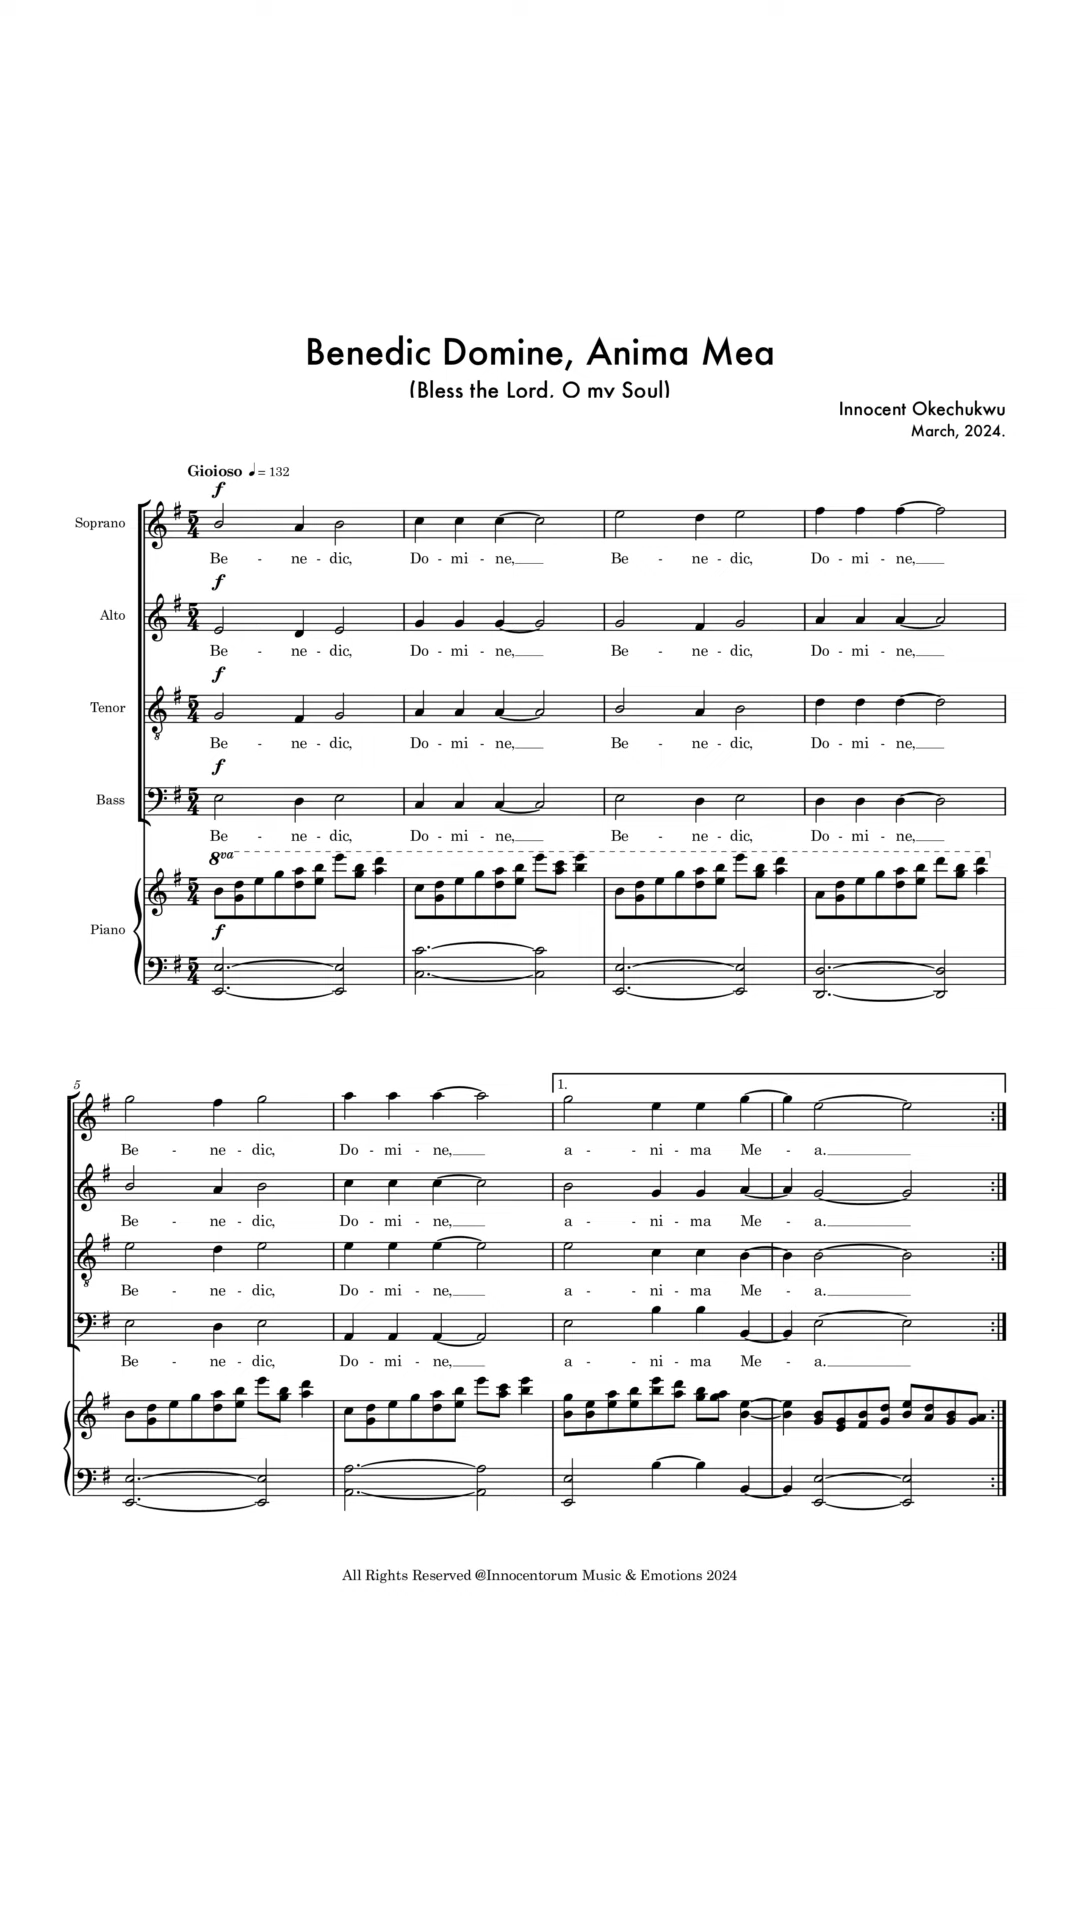 Benedic Domine, Anima Mea
(Bless the Lord, O my Soul)
Innocent Okechukwu
March, 2024.
Gioioso ♩ = 132
f
Soprano
Be - ne - dic, Do - mi - ne, Be - ne - dic, Do - mi - ne,
f
Alto
Be - ne - dic, Do - mi - ne, Be - ne - dic, Do - mi - ne,
f
Tenor
Be - ne - dic, Do - mi - ne, Be - ne - dic, Do - mi - ne,
f
Bass
Be - ne - dic, Do - mi - ne, Be - ne - dic, Do - mi - ne,
8va
Piano
f
5
1.
Be - ne - dic, Do - mi - ne, a - ni - ma Me - a.
Be - ne - dic, Do - mi - ne, a - ni - ma Me - a.
Be - ne - dic, Do - mi - ne, a - ni - ma Me - a.
Be - ne - dic, Do - mi - ne, a - ni - ma Me - a.
All Rights Reserved @Innocentorum Music & Emotions 2024